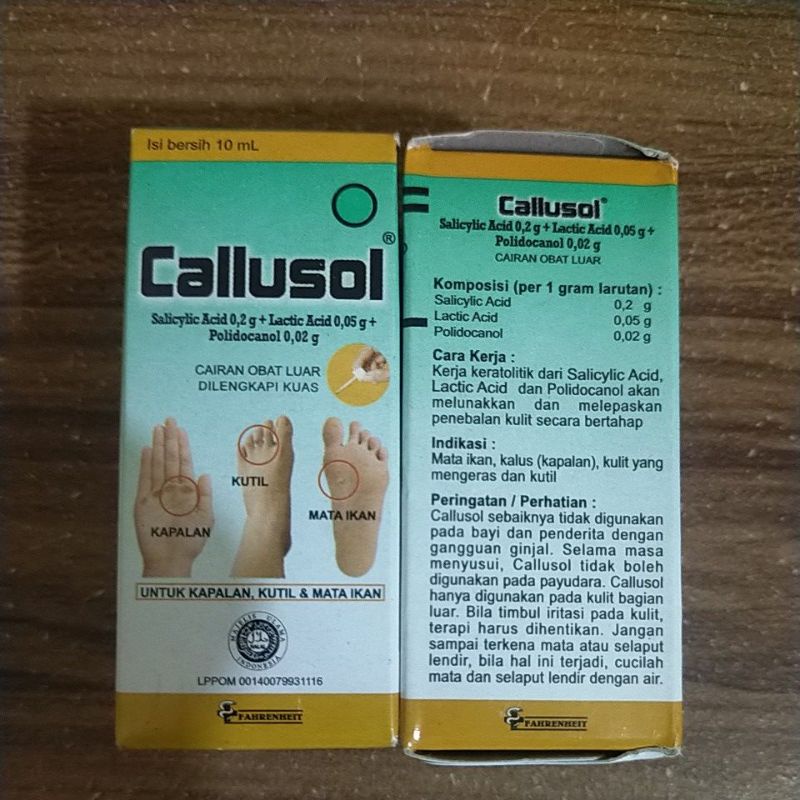 Isi bersih 10 mL
Callusol®
Salicylic Acid 0,2 g + Lactic Acid 0,05 g +
Polidocanol 0,02 g
CAIRAN OBAT LUAR
DILENGKAPI KUAS
KUTIL
MATA IKAN
KAPALAN
UNTUK KAPALAN, KUTIL & MATA IKAN
MAJELIS ULAMA
HALAL
INDONESIA
LPPOM 00140079931116
FAHRENHEIT
Callusol®
Salicylic Acid 0,2 g + Lactic Acid 0,05 g +
Polidocanol 0,02 g
CAIRAN OBAT LUAR
Komposisi (per 1 gram larutan) :
Salicylic Acid 0,2 g
Lactic Acid 0,05 g
Polidocanol 0,02 g
Cara Kerja :
Kerja keratolitik dari Salicylic Acid,
Lactic Acid dan Polidocanol akan
melunakkan dan melepaskan
penebalan kulit secara bertahap
Indikasi :
Mata ikan, kalus (kapalan), kulit yang
mengeras dan kutil
Peringatan / Perhatian :
Callusol sebaiknya tidak digunakan
pada bayi dan penderita dengan
gangguan ginjal. Selama masa
menyusui, Callusol tidak boleh
digunakan pada payudara. Callusol
hanya digunakan pada kulit bagian
luar. Bila timbul iritasi pada kulit,
terapi harus dihentikan. Jangan
sampai terkena mata atau selaput
lendir, bila hal ini terjadi, cucilah
mata dan selaput lendir dengan air.
FAHRENHEIT